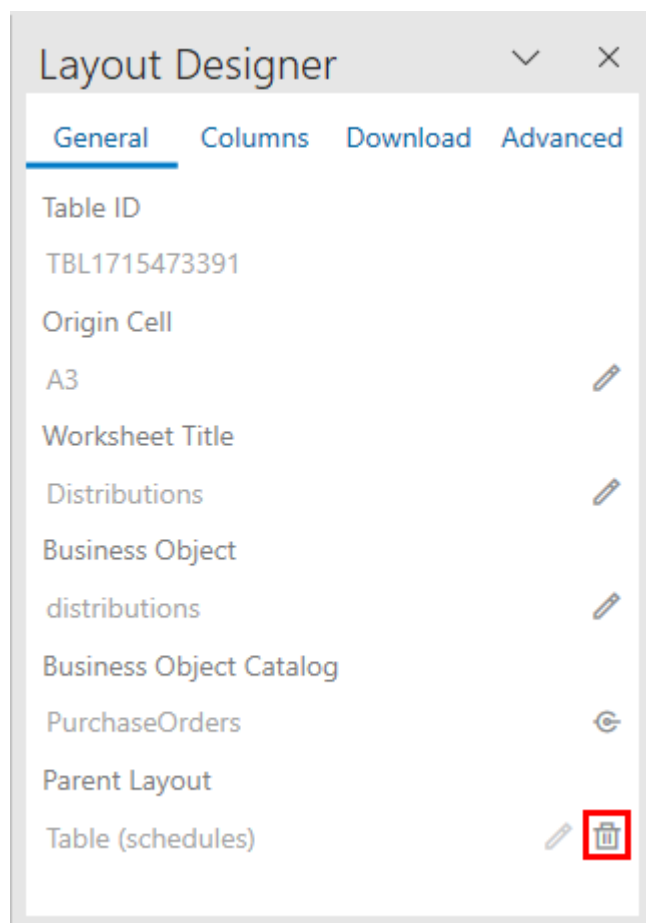 Layout Designer
General Columns Download Advanced
Table ID
TBL1715473391
Origin Cell
A3
Worksheet Title
Distributions
Business Object
distributions
Business Object Catalog
PurchaseOrders
Parent Layout
Table (schedules)